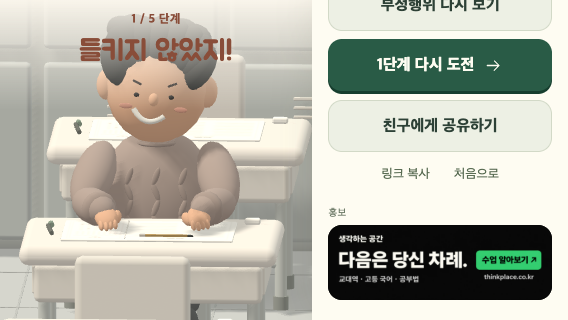 1 / 5 단계
들키지 않았지!
부정행위 다시 보기
1단계 다시 도전 →
친구에게 공유하기
링크 복사 처음으로
홍보
생각하는 공간
다음은 당신 차례.
교대역 · 고등 국어 · 공부법
수업 알아보기 ↗
thinkplace.co.kr